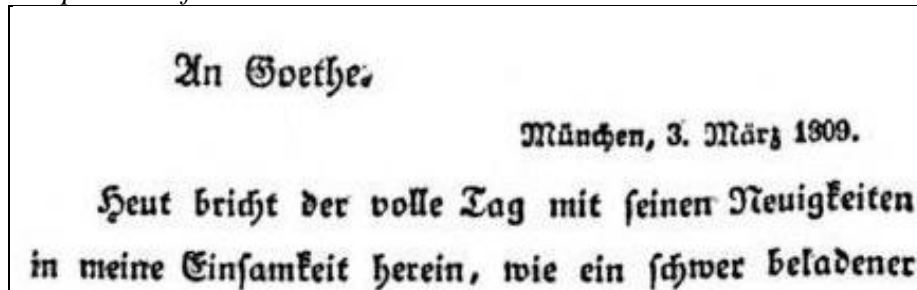 An Goethe.
München, 3. März 1809.
Heut bricht der volle Tag mit seinen Neuigkeiten
in meine Einsamkeit herein, wie ein schwer beladener